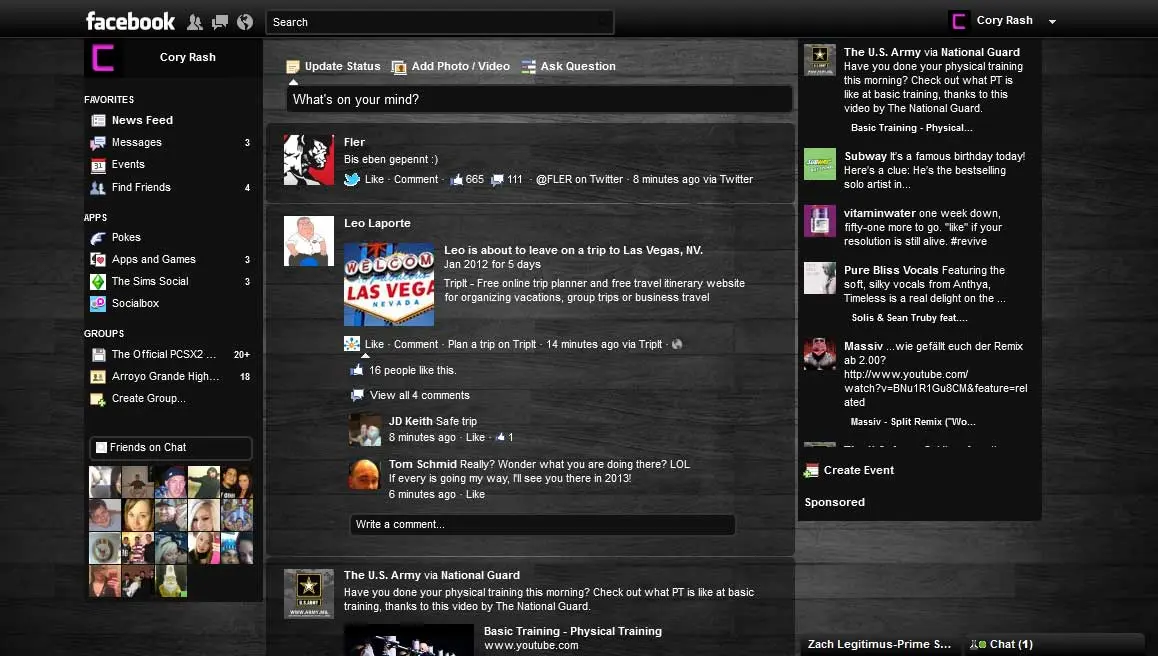 facebook
Search
Cory Rash
Cory Rash
FAVORITES
News Feed
Messages 3
Events
Find Friends 4
APPS
Pokes
Apps and Games 3
The Sims Social 3
Socialbox
GROUPS
The Official PCSX2 ... 20+
Arroyo Grande High... 18
Create Group...
Friends on Chat
Update Status Add Photo / Video Ask Question
What's on your mind?
Fler
Bis eben gepennt :)
Like · Comment · 665 111 · @FLER on Twitter · 8 minutes ago via Twitter
Leo Laporte
WELCOME
LAS VEGA
NEVADA
Leo is about to leave on a trip to Las Vegas, NV.
Jan 2012 for 5 days
TripIt - Free online trip planner and free travel itinerary website
for organizing vacations, group trips or business travel
Like · Comment · Plan a trip on TripIt · 14 minutes ago via TripIt ·
16 people like this.
View all 4 comments
JD Keith Safe trip
8 minutes ago · Like · 1
Tom Schmid Really? Wonder what you are doing there? LOL
If every is going my way, I'll see you there in 2013!
6 minutes ago · Like
Write a comment...
U.S.ARMY
WWW.ARMY.MIL
The U.S. Army via National Guard
Have you done your physical training this morning? Check out what PT is like at basic
training, thanks to this video by The National Guard.
Basic Training - Physical Training
www.youtube.com
The U.S. Army via National Guard
Have you done your physical training
this morning? Check out what PT is
like at basic training, thanks to this
video by The National Guard.
Basic Training - Physical...
SUBWAY
Subway It's a famous birthday today!
Here's a clue: He's the bestselling
solo artist in...
vitaminwater one week down,
fifty-one more to go. "like" if your
resolution is still alive. #revive
Pure Bliss Vocals Featuring the
soft, silky vocals from Anthya,
Timeless is a real delight on the ...
Solis & Sean Truby feat....
Massiv ...wie gefällt euch der Remix
ab 2.00?
http://www.youtube.com/
watch?v=BNu1R1Gu8CM&feature=rel
ated
Massiv - Split Remix ("Wo...
Create Event
Sponsored
Zach Legitimus-Prime S...
Chat (1)